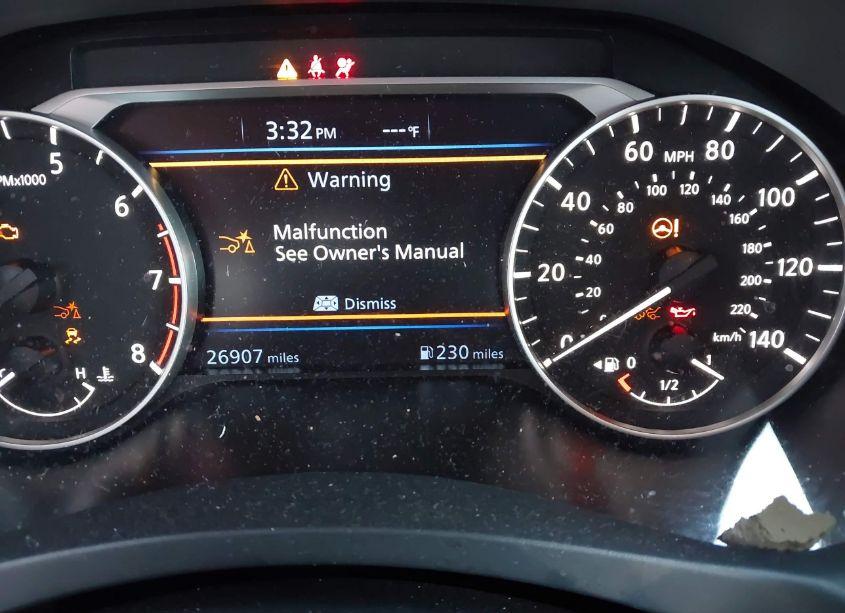 3:32 PM ---°F
Warning
Malfunction
See Owner's Manual
Dismiss
26907 miles
230 miles
5
6
7
8
H
0
20
40
60
MPH
80
100
120
140
20
40
60
80
100
120
140
160
180
200
220
km/h
0
1/2
1